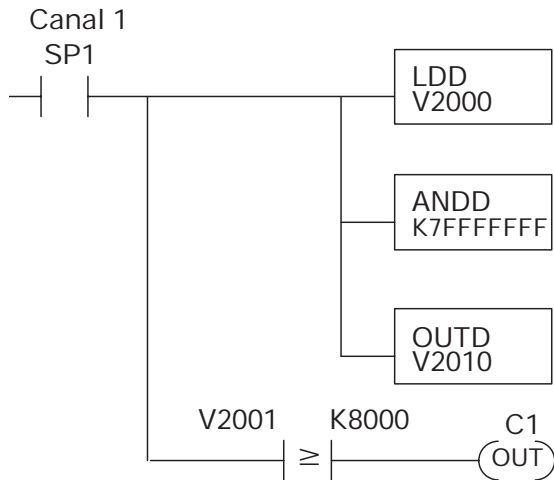 Canal 1
SP1
LDD
V2000
ANDD
K7FFFFFFF
OUTD
V2010
V2001 ≥ K8000
C1
OUT